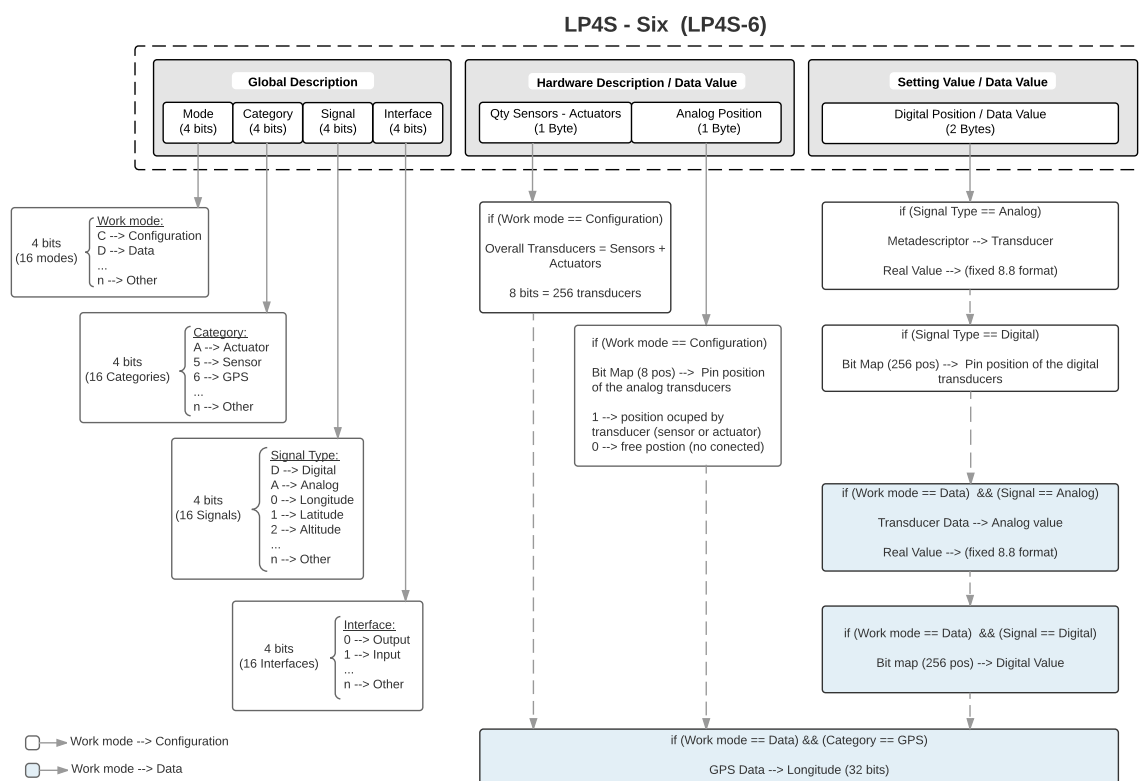 LP4S - Six  (LP4S-6)
Global Description
Mode
(4 bits)
Category
(4 bits)
Signal
(4 bits)
Interface
(4 bits)
Hardware Description / Data Value
Qty Sensors - Actuators
(1 Byte)
Analog Position
(1 Byte)
Setting Value / Data Value
Digital Position / Data Value
(2 Bytes)
4 bits
(16 modes)
Work mode:
C --> Configuration
D --> Data
...
n --> Other
4 bits
(16 Categories)
Category:
A --> Actuator
5 --> Sensor
6 --> GPS
...
n --> Other
4 bits
(16 Signals)
Signal Type:
D --> Digital
A --> Analog
0 --> Longitude
1 --> Latitude
2 --> Altitude
...
n --> Other
4 bits
(16 Interfaces)
Interface:
0 --> Output
1 --> Input
...
n --> Other
if (Work mode == Configuration)
Overall Transducers = Sensors +
Actuators
8 bits = 256 transducers
if (Work mode == Configuration)
Bit Map (8 pos) -->  Pin position
of the analog transducers
1 --> position ocuped by
transducer (sensor or actuator)
0 --> free postion (no conected)
if (Signal Type == Analog)
Metadescriptor --> Transducer
Real Value --> (fixed 8.8 format)
if (Signal Type == Digital)
Bit Map (256 pos) -->  Pin position of the digital
transducers
if (Work mode == Data)  && (Signal == Analog)
Transducer Data --> Analog value
Real Value --> (fixed 8.8 format)
if (Work mode == Data)  && (Signal == Digital)
Bit map (256 pos) --> Digital Value
if (Work mode == Data) && (Category == GPS)
GPS Data --> Longitude (32 bits)
Work mode --> Configuration
Work mode --> Data